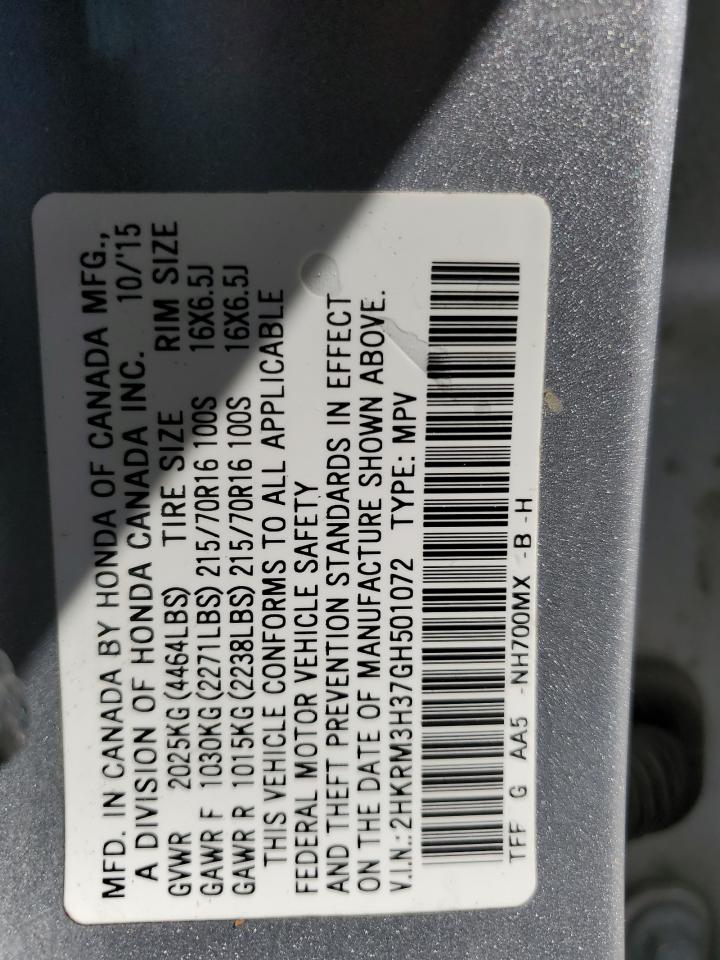 MFD. IN CANADA BY HONDA OF CANADA MFG.,
A DIVISION OF HONDA CANADA INC. 10/'15
GVWR 2025KG (4464LBS) TIRE SIZE RIM SIZE
GAWR F 1030KG (2271LBS) 215/70R16 100S 16X6.5J
GAWR R 1015KG (2238LBS) 215/70R16 100S 16X6.5J
THIS VEHICLE CONFORMS TO ALL APPLICABLE
FEDERAL MOTOR VEHICLE SAFETY
AND THEFT PREVENTION STANDARDS IN EFFECT
ON THE DATE OF MANUFACTURE SHOWN ABOVE.
V.I.N.: 2HKRM3H37GH501072 TYPE: MPV
TFF G AA5 -NH700MX -B -H